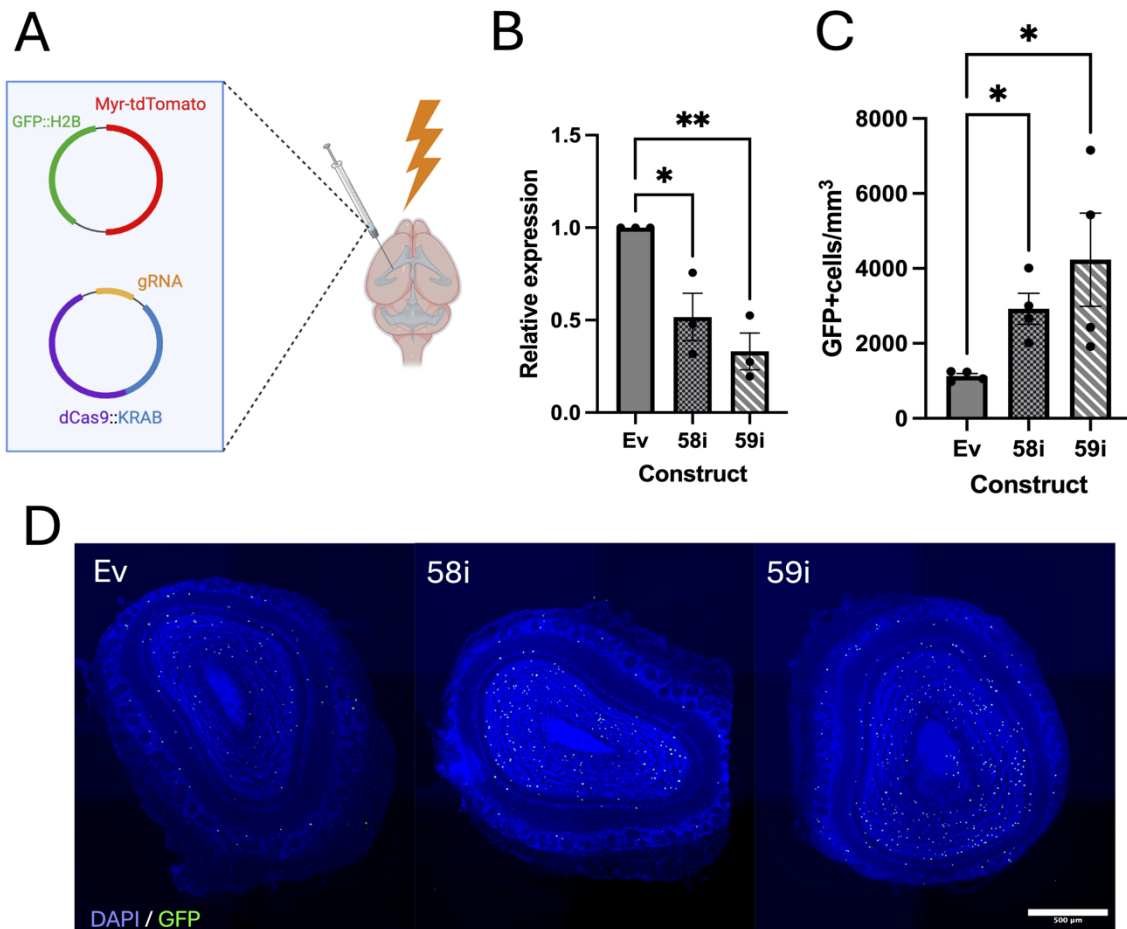 A
Myr-tdTomato
GFP::H2B
gRNA
dCas9::KRAB
B
Relative expression
1.5
1.0
0.5
0.0
**
*
Ev 58i 59i
Construct
C
GFP+cells/mm³
8000
6000
4000
2000
0
*
*
Ev 58i 59i
Construct
D
Ev
58i
59i
DAPI / GFP
500 µm